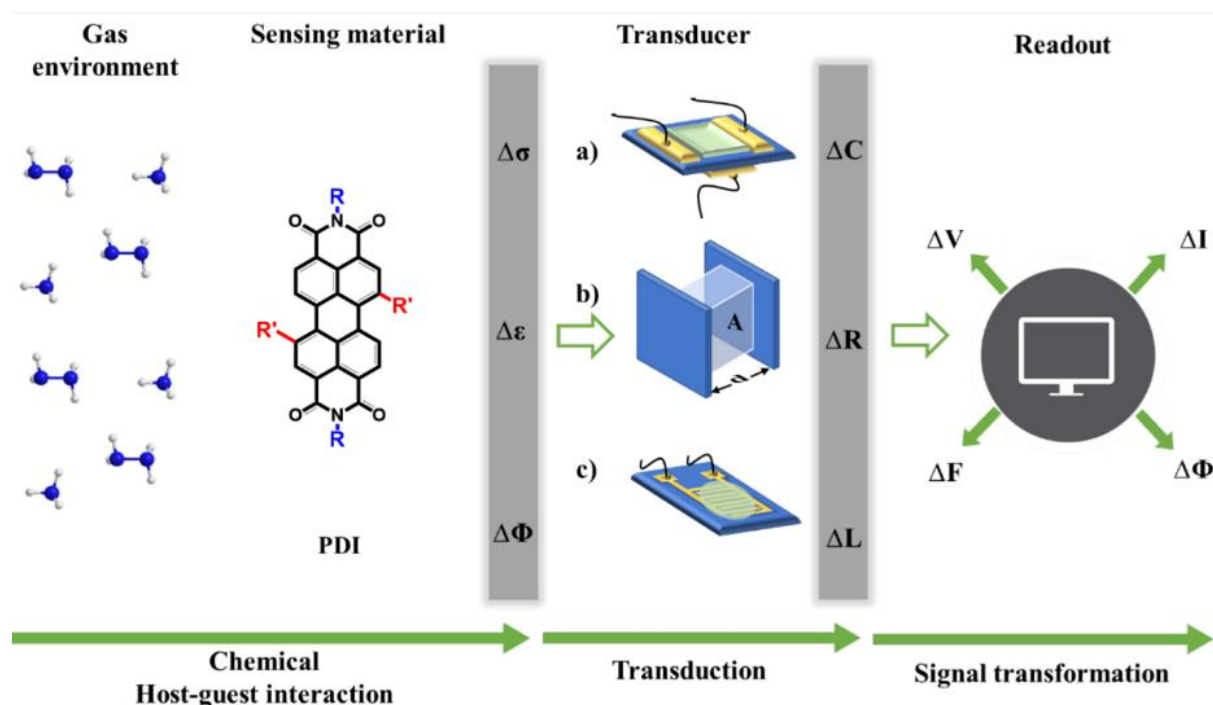 Gas
environment
Sensing material
Transducer
Readout
R
O
N
O
R'
R'
O
N
O
R
PDI
Δσ
Δε
ΔΦ
a)
b)
A
d
c)
ΔC
ΔR
ΔL
ΔV
ΔI
ΔF
ΔΦ
Chemical
Host-guest interaction
Transduction
Signal transformation